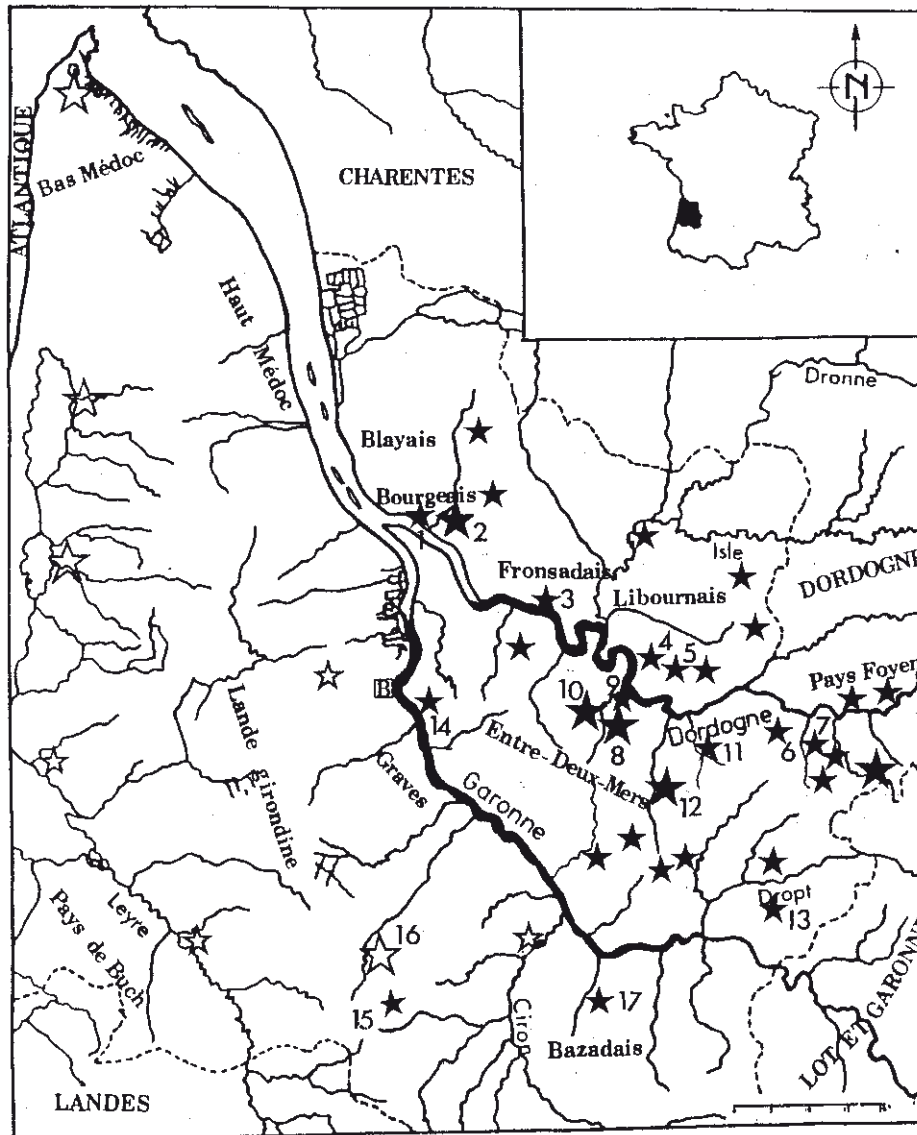 N
ATLANTIQUE
Bas Médoc
CHARENTES
Haut Médoc
Dronne
Blayais
Bourgeais
1
2
Isle
DORDOGNE
Fronsadais
3
Libournais
4
5
Pays Foyen
B
14
10
9
8
Dordogne
11
6
7
Lande girondine
Entre-Deux-Mers
12
Graves
Garonne
Leyre
Pays de Buch
Dropt
13
16
15
Ciron
17
Bazadais
LOT ET GARONNE
LANDES